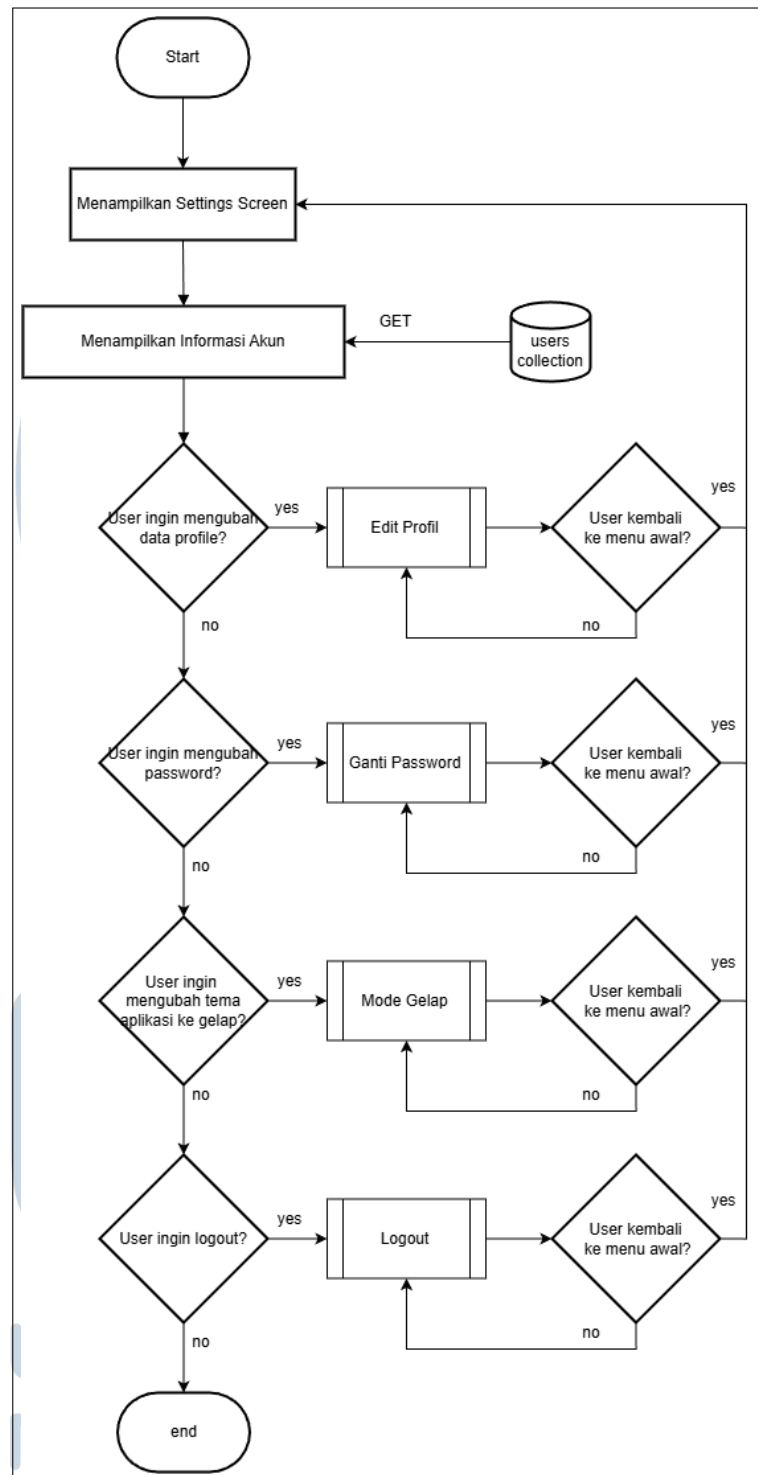 Start
Menampilkan Settings Screen
Menampilkan Informasi Akun
GET
users
collection
User ingin mengubah
data profile?
yes
Edit Profil
User kembali
ke menu awal?
yes
no
no
User ingin mengubah
password?
yes
Ganti Password
User kembali
ke menu awal?
yes
no
no
User ingin
mengubah tema
aplikasi ke gelap?
yes
Mode Gelap
User kembali
ke menu awal?
yes
no
no
User ingin logout?
yes
Logout
User kembali
ke menu awal?
yes
no
no
end